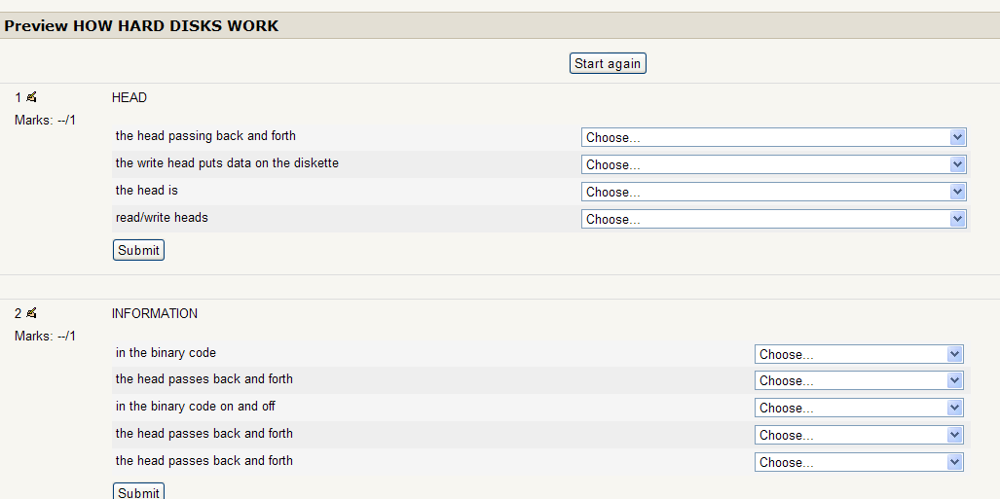 Preview HOW HARD DISKS WORK
Start again
1 HEAD
Marks: --/1
the head passing back and forth Choose...
the write head puts data on the diskette Choose...
the head is Choose...
read/write heads Choose...
Submit
2 INFORMATION
Marks: --/1
in the binary code Choose...
the head passes back and forth Choose...
in the binary code on and off Choose...
the head passes back and forth Choose...
the head passes back and forth Choose...
Submit